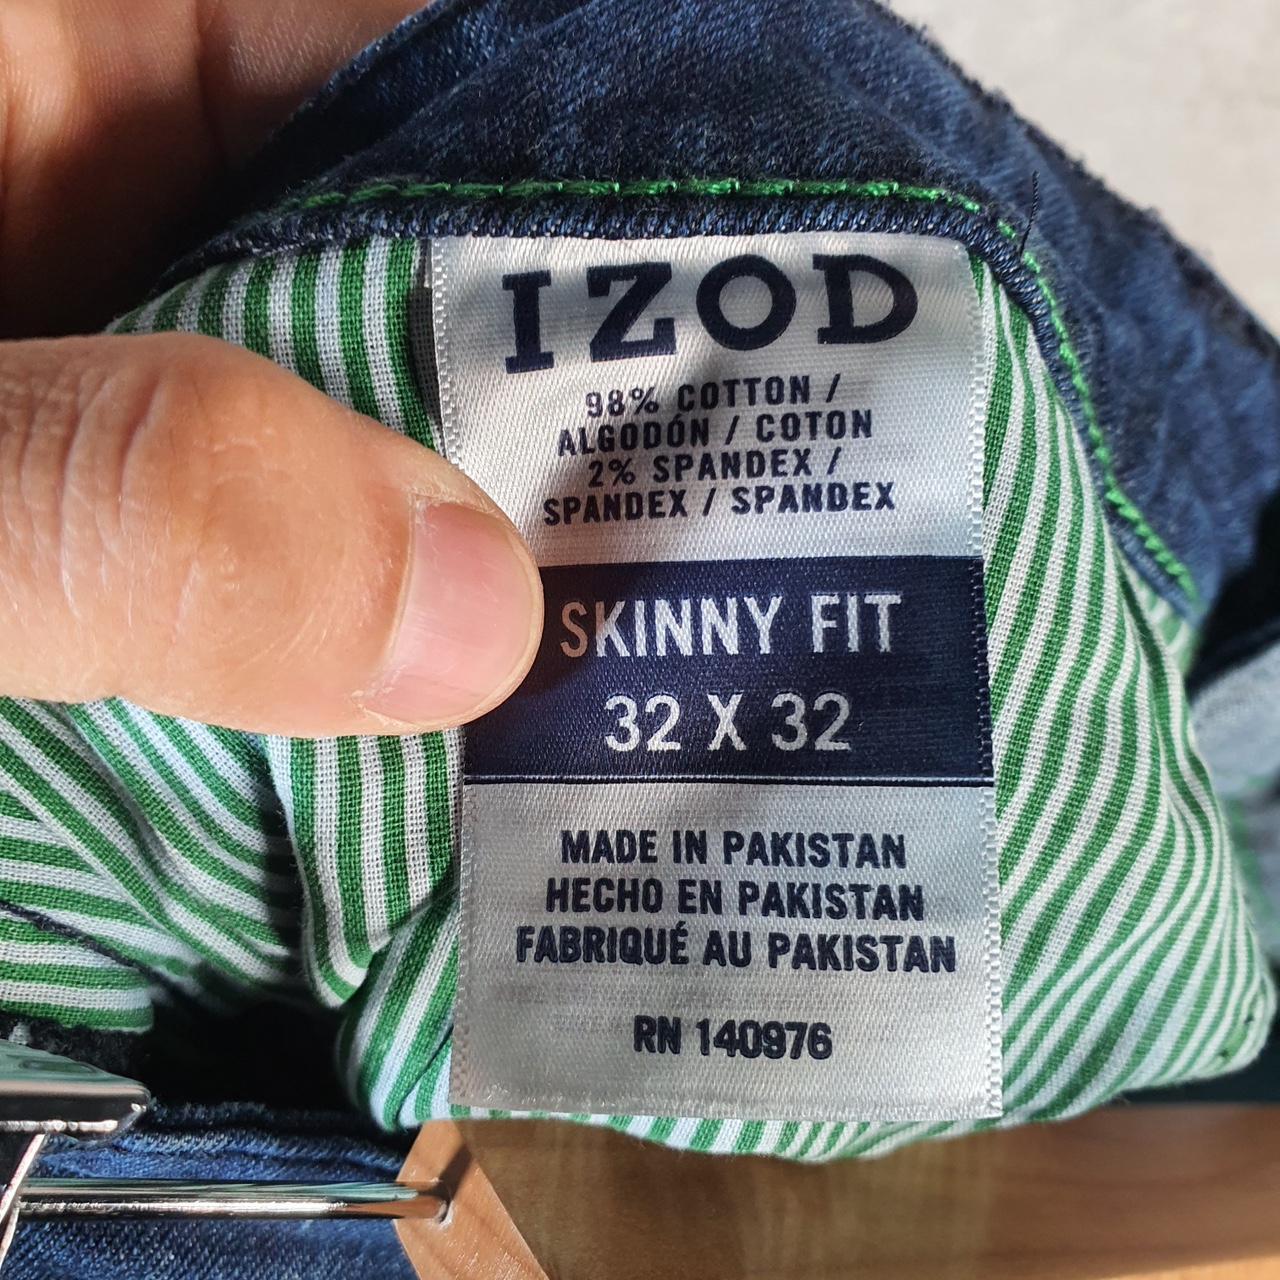 IZOD
98% COTTON /
ALGODÓN / COTON
2% SPANDEX /
SPANDEX / SPANDEX
SKINNY FIT
32 X 32
MADE IN PAKISTAN
HECHO EN PAKISTAN
FABRIQUÉ AU PAKISTAN
RN 140976